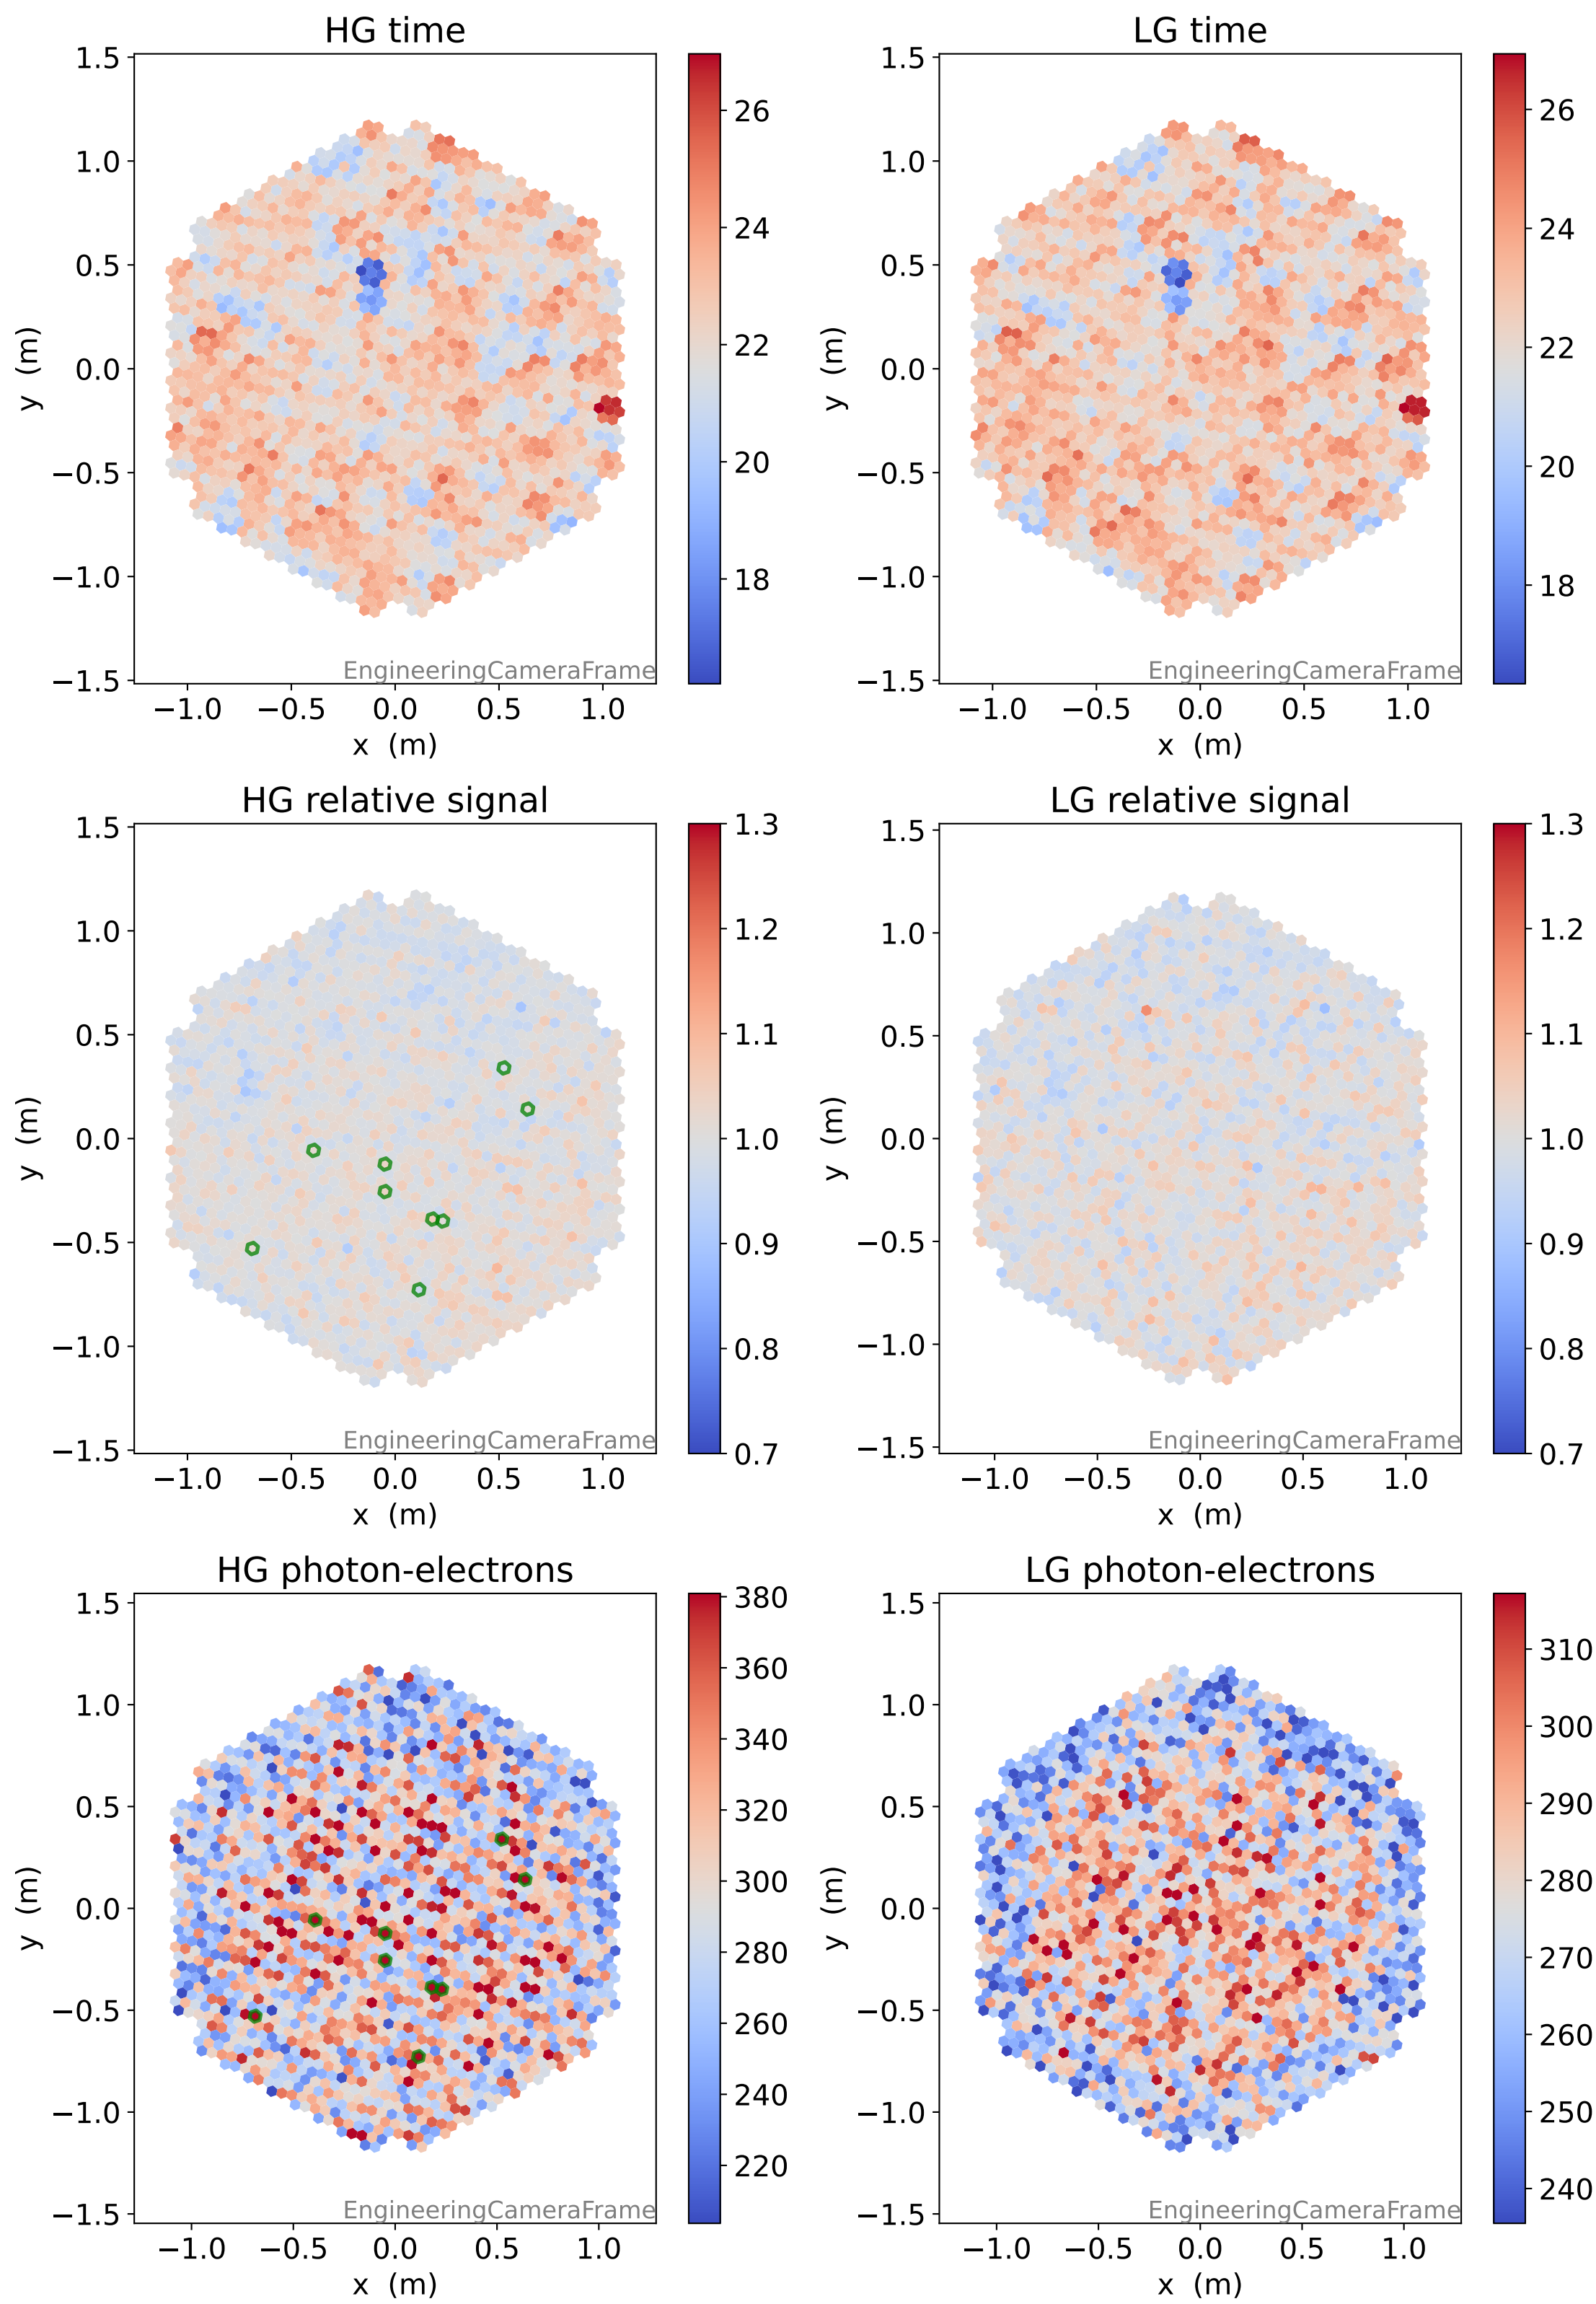 HG time
1.5
1.0
0.5
0.0
−0.5
−1.0
−1.5
y (m)
EngineeringCameraFrame
−1.0 −0.5 0.0 0.5 1.0
x (m)
26
24
22
20
18
LG time
1.5
1.0
0.5
0.0
−0.5
−1.0
−1.5
y (m)
EngineeringCameraFrame
−1.0 −0.5 0.0 0.5 1.0
x (m)
26
24
22
20
18
HG relative signal
1.5
1.0
0.5
0.0
−0.5
−1.0
−1.5
y (m)
EngineeringCameraFrame
−1.0 −0.5 0.0 0.5 1.0
x (m)
1.3
1.2
1.1
1.0
0.9
0.8
0.7
LG relative signal
1.5
1.0
0.5
0.0
−0.5
−1.0
−1.5
y (m)
EngineeringCameraFrame
−1.0 −0.5 0.0 0.5 1.0
x (m)
1.3
1.2
1.1
1.0
0.9
0.8
0.7
HG photon-electrons
1.5
1.0
0.5
0.0
−0.5
−1.0
−1.5
y (m)
EngineeringCameraFrame
−1.0 −0.5 0.0 0.5 1.0
x (m)
380
360
340
320
300
280
260
240
220
LG photon-electrons
1.5
1.0
0.5
0.0
−0.5
−1.0
−1.5
y (m)
EngineeringCameraFrame
−1.0 −0.5 0.0 0.5 1.0
x (m)
310
300
290
280
270
260
250
240